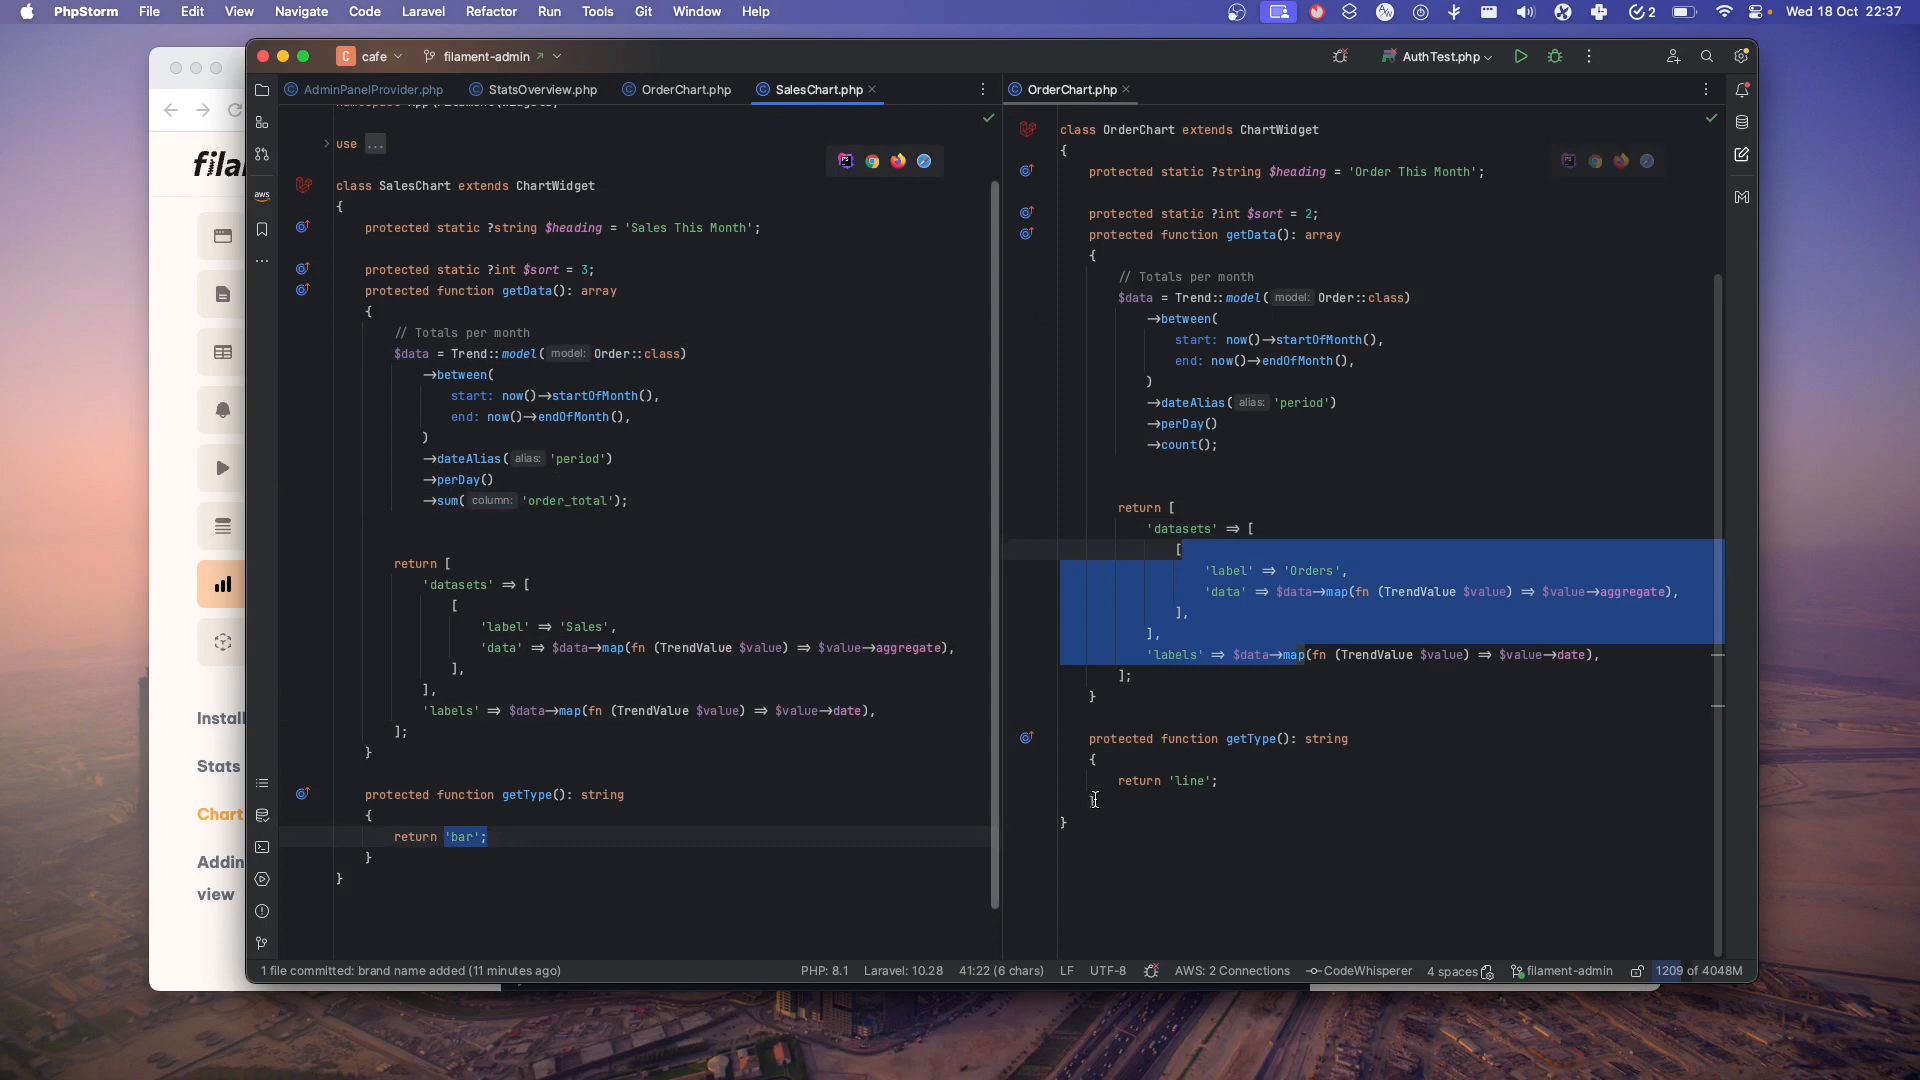 PhpStorm File Edit View Navigate Code Laravel Refactor Run Tools Git Window Help
2 Wed 18 Oct 22:37
C cafe filament-admin AuthTest.php
AdminPanelProvider.php StatsOverview.php OrderChart.php SalesChart.php
OrderChart.php
fila
Install
Stats
Chart
Addin
view
aws
use ...
class SalesChart extends ChartWidget
{
protected static ?string $heading = 'Sales This Month';
protected static ?int $sort = 3;
protected function getData(): array
{
// Totals per month
$data = Trend::model( model: Order::class)
->between(
start: now()->startOfMonth(),
end: now()->endOfMonth(),
)
->dateAlias( alias: 'period')
->perDay()
->sum( column: 'order_total');
return [
'datasets' => [
[
'label' => 'Sales',
'data' => $data->map(fn (TrendValue $value) => $value->aggregate),
],
],
'labels' => $data->map(fn (TrendValue $value) => $value->date),
];
}
protected function getType(): string
{
return 'bar';
}
}
class OrderChart extends ChartWidget
{
protected static ?string $heading = 'Order This Month';
protected static ?int $sort = 2;
protected function getData(): array
{
// Totals per month
$data = Trend::model( model: Order::class)
->between(
start: now()->startOfMonth(),
end: now()->endOfMonth(),
)
->dateAlias( alias: 'period')
->perDay()
->count();
return [
'datasets' => [
[
'label' => 'Orders',
'data' => $data->map(fn (TrendValue $value) => $value->aggregate),
],
],
'labels' => $data->map(fn (TrendValue $value) => $value->date),
];
}
protected function getType(): string
{
return 'line';
}
}
1 file committed: brand name added (11 minutes ago) PHP: 8.1 Laravel: 10.28 41:22 (6 chars) LF UTF-8 AWS: 2 Connections CodeWhisperer 4 spaces filament-admin 1209 of 4048M